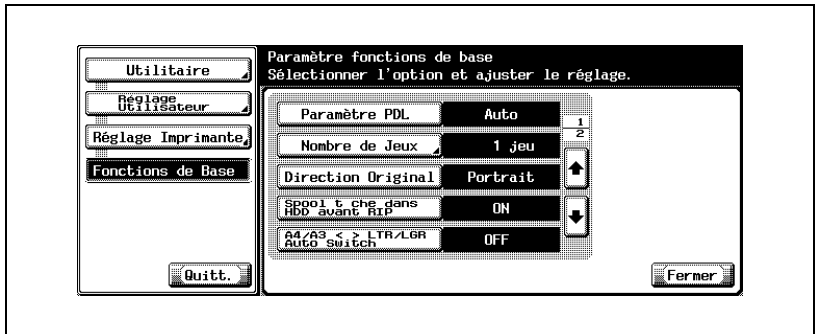 Utilitaire
Réglage
Utilisateur
Réglage Imprimante
Fonctions de Base
Quitt.
Paramètre fonctions de base
Sélectionner l'option et ajuster le réglage.
Paramètre PDL Auto
Nombre de Jeux 1 jeu
Direction Original Portrait
Spool t che dans
HDD avant RIP
ON
A4/A3 < > LTR/LGR
Auto Switch
OFF
1
2
Fermer